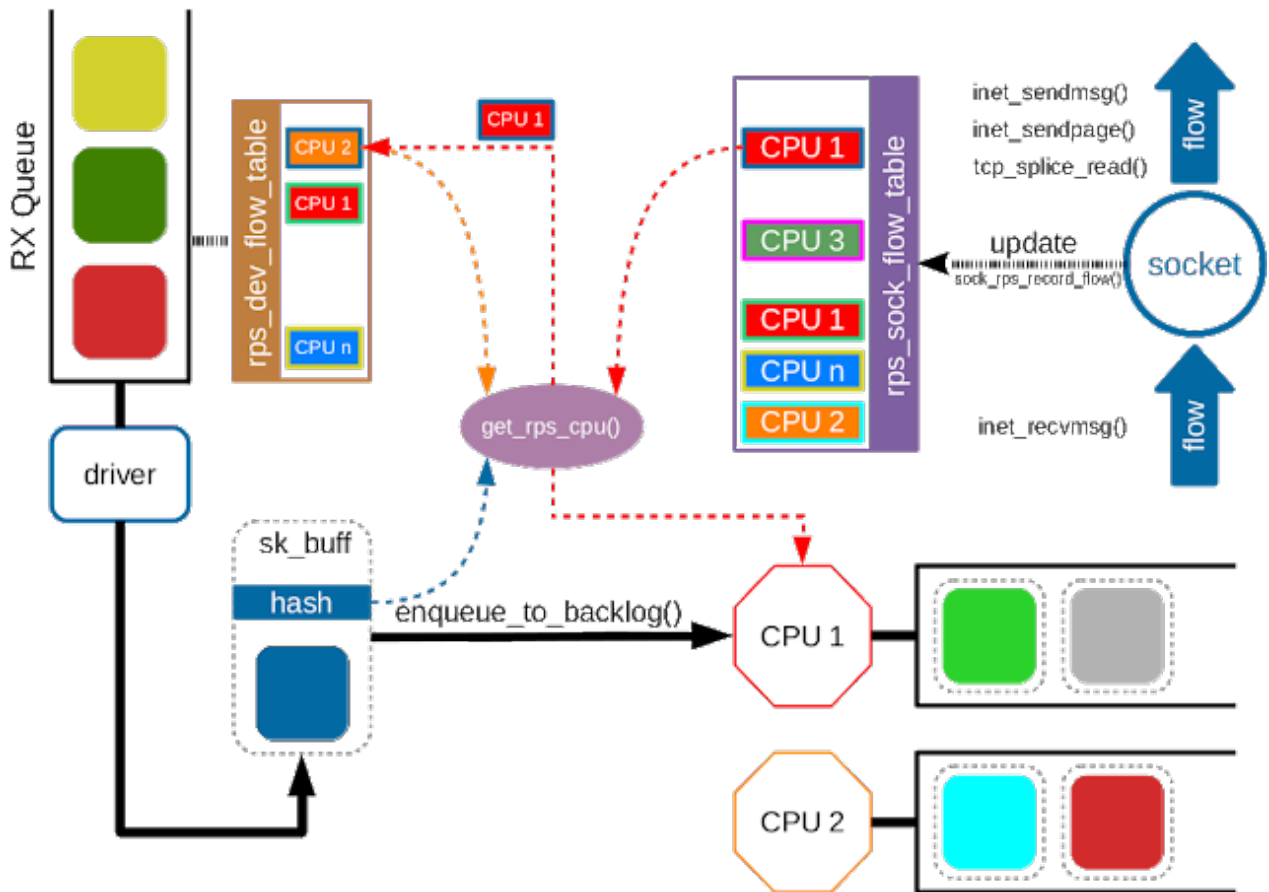 RX Queue
driver
rps_dev_flow_table
CPU 2
CPU 1
CPU n
CPU 1
get_rps_cpu()
CPU 1
CPU 3
CPU 1
CPU n
CPU 2
rps_sock_flow_table
inet_sendmsg()
inet_sendpage()
tcp_splice_read()
flow
update
sock_rps_record_flow()
socket
inet_recvmsg()
flow
sk_buff
hash
enqueue_to_backlog()
CPU 1
CPU 2